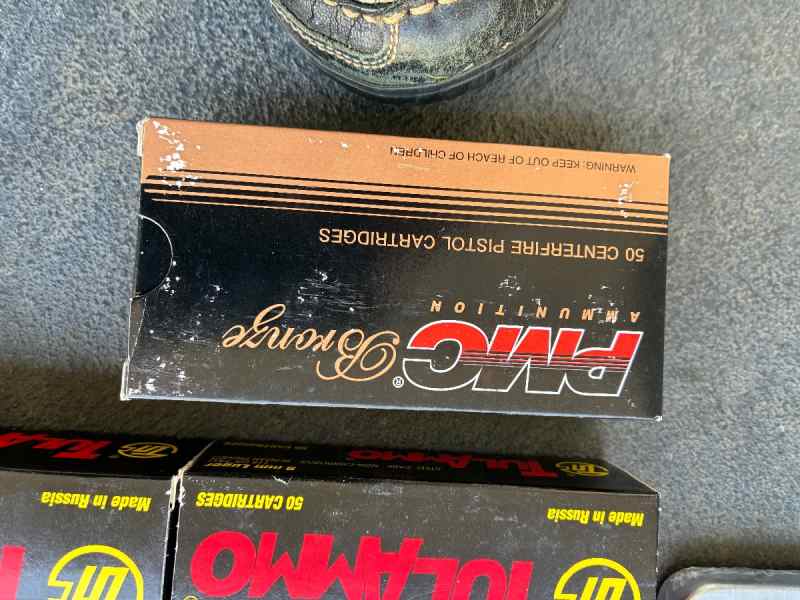 PMC® Bronze
AMMUNITION
50 CENTERFIRE PISTOL CARTRIDGES
WARNING: KEEP OUT OF REACH OF CHILDREN
TULAMMO
9 mm Luger
50 CARTRIDGES
Made in Russia
TULAMMO
Made in Russia